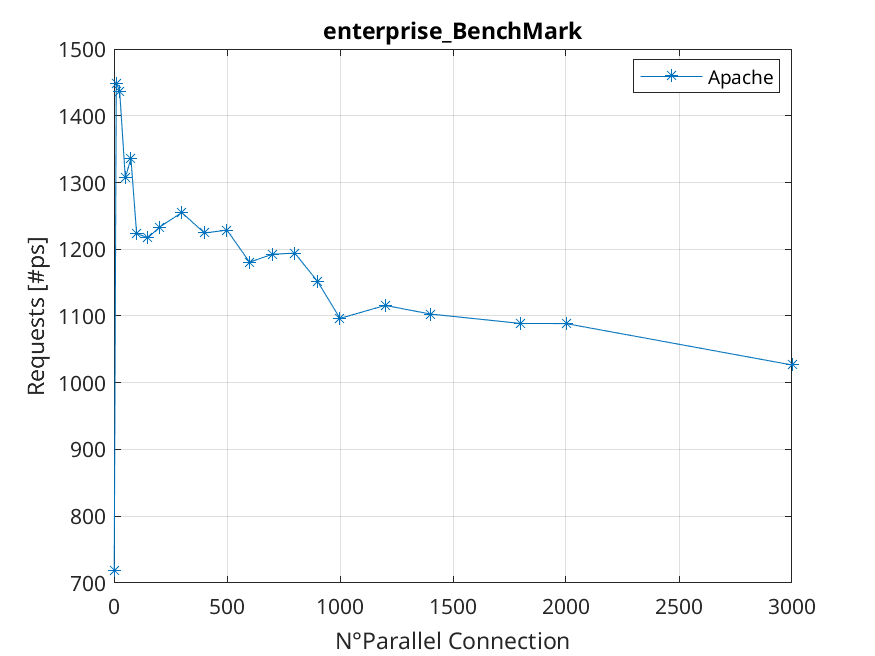 enterprise_BenchMark
Apache
Requests [#ps]
1500
1400
1300
1200
1100
1000
900
800
700
0 500 1000 1500 2000 2500 3000
N°Parallel Connection